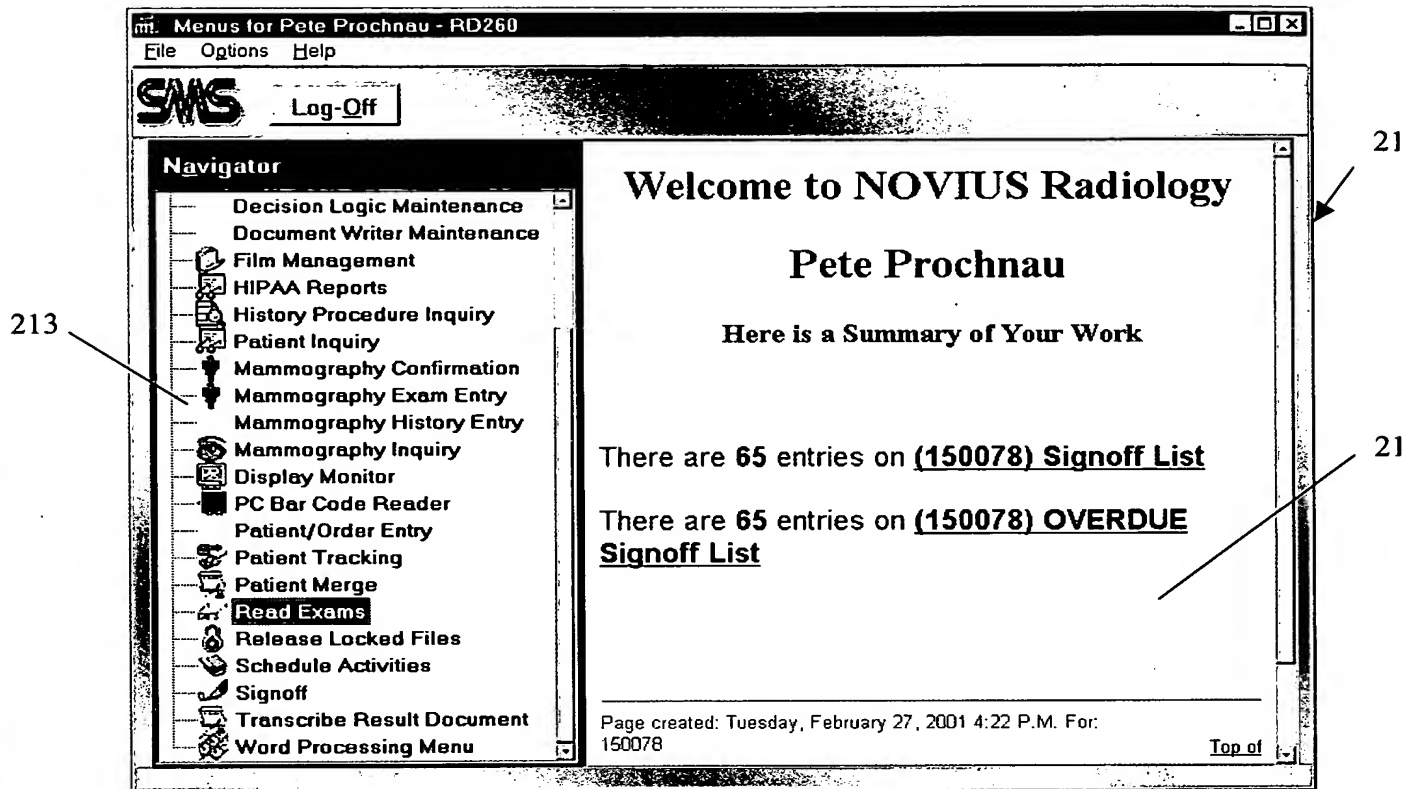 Menus for Pete Prochnau - RD260
File Options Help
SMS
Log-Off
Navigator
Decision Logic Maintenance
Document Writer Maintenance
Film Management
HIPAA Reports
History Procedure Inquiry
Patient Inquiry
Mammography Confirmation
Mammography Exam Entry
Mammography History Entry
Mammography Inquiry
Display Monitor
PC Bar Code Reader
Patient/Order Entry
Patient Tracking
Patient Merge
Read Exams
Release Locked Files
Schedule Activities
Signoff
Transcribe Result Document
Word Processing Menu
Welcome to NOVIUS Radiology
Pete Prochnau
Here is a Summary of Your Work
There are 65 entries on (150078) Signoff List
There are 65 entries on (150078) OVERDUE
Signoff List
Page created: Tuesday, February 27, 2001 4:22 P.M. For:
150078
Top of
213
21
21